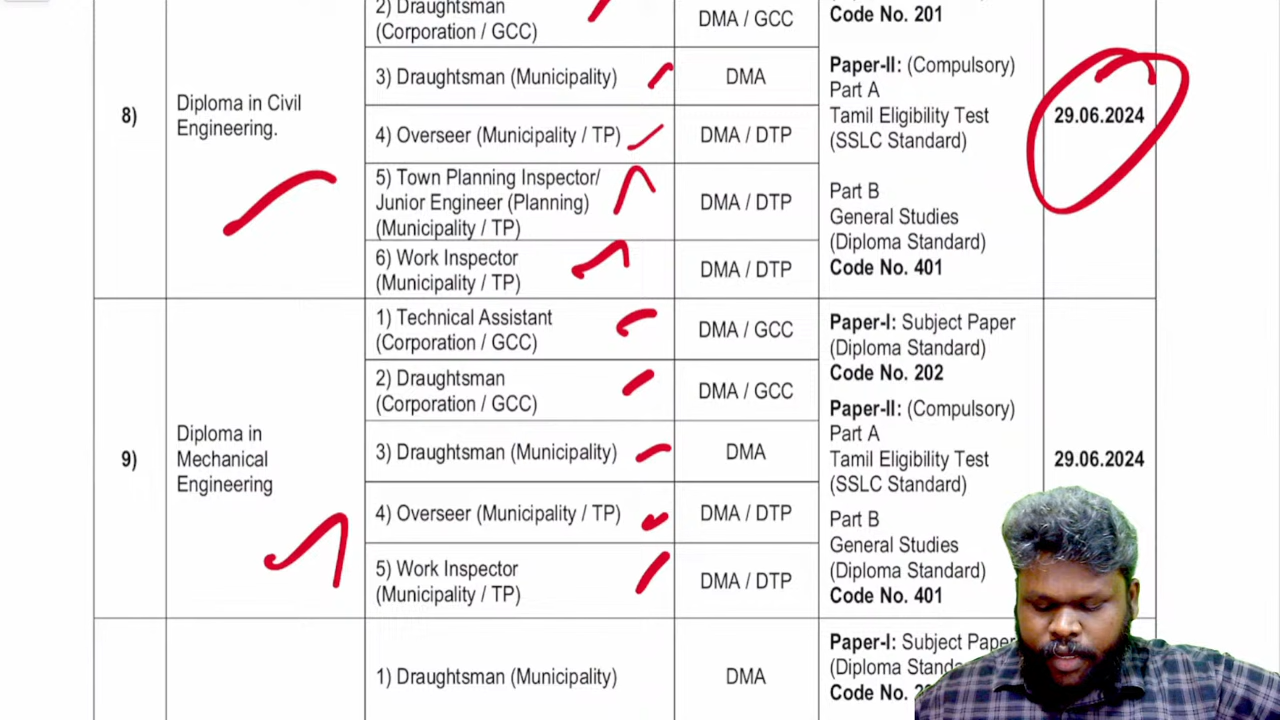 2) Draughtsman
(Corporation / GCC)
DMA / GCC
Code No. 201
8)
Diploma in Civil
Engineering.
3) Draughtsman (Municipality)
DMA
4) Overseer (Municipality / TP)
DMA / DTP
5) Town Planning Inspector/
Junior Engineer (Planning)
(Municipality / TP)
DMA / DTP
6) Work Inspector
(Municipality / TP)
DMA / DTP
Paper-II: (Compulsory)
Part A
Tamil Eligibility Test
(SSLC Standard)
Part B
General Studies
(Diploma Standard)
Code No. 401
29.06.2024
9)
Diploma in
Mechanical
Engineering
1) Technical Assistant
(Corporation / GCC)
DMA / GCC
2) Draughtsman
(Corporation / GCC)
DMA / GCC
3) Draughtsman (Municipality)
DMA
4) Overseer (Municipality / TP)
DMA / DTP
5) Work Inspector
(Municipality / TP)
DMA / DTP
Paper-I: Subject Paper
(Diploma Standard)
Code No. 202
Paper-II: (Compulsory)
Part A
Tamil Eligibility Test
(SSLC Standard)
Part B
General Studies
(Diploma Standard)
Code No. 401
29.06.2024
1) Draughtsman (Municipality)
DMA
Paper-I: Subject Paper
(Diploma
Code No.